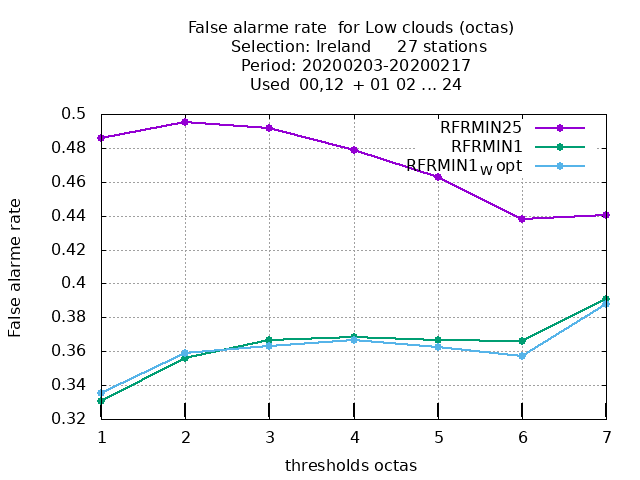 False alarme rate  for Low clouds (octas)
Selection: Ireland     27 stations
Period: 20200203-20200217
Used  00,12  + 01 02 ... 24
RFRMIN25
RFRMIN1
RFRMIN1W opt
0.5
0.48
0.46
0.44
0.42
0.4
0.38
0.36
0.34
0.32
False alarme rate
1 2 3 4 5 6 7
thresholds octas